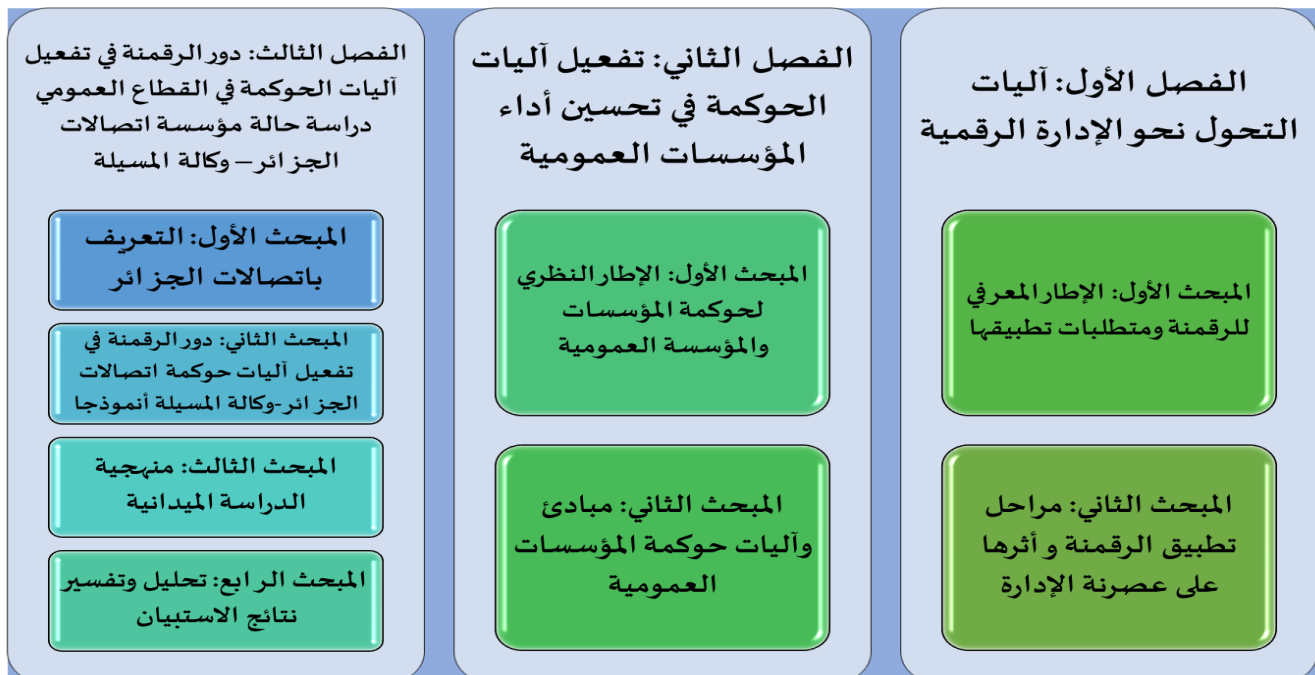 الفصل الأول: آليات
التحول نحو الإدارة الرقمية
المبحث الأول: الإطار المعرفي
للرقمنة ومتطلبات تطبيقها
المبحث الثاني: مراحل
تطبيق الرقمنة و أثرها
على عصرنة الإدارة
الفصل الثاني: تفعيل آليات
الحوكمة في تحسين أداء
المؤسسات العمومية
المبحث الأول: الإطار النظري
لحوكمة المؤسسات
والمؤسسة العمومية
المبحث الثاني: مبادئ
وآليات حوكمة المؤسسات
العمومية
الفصل الثالث: دور الرقمنة في تفعيل
آليات الحوكمة في القطاع العمومي
دراسة حالة مؤسسة اتصالات
الجزائر – وكالة المسيلة
المبحث الأول: التعريف
باتصالات الجزائر
المبحث الثاني: دور الرقمنة في
تفعيل آليات حوكمة اتصالات
الجزائر-وكالة المسيلة أنموذجا
المبحث الثالث: منهجية
الدراسة الميدانية
المبحث الرابع: تحليل وتفسير
نتائج الاستبيان